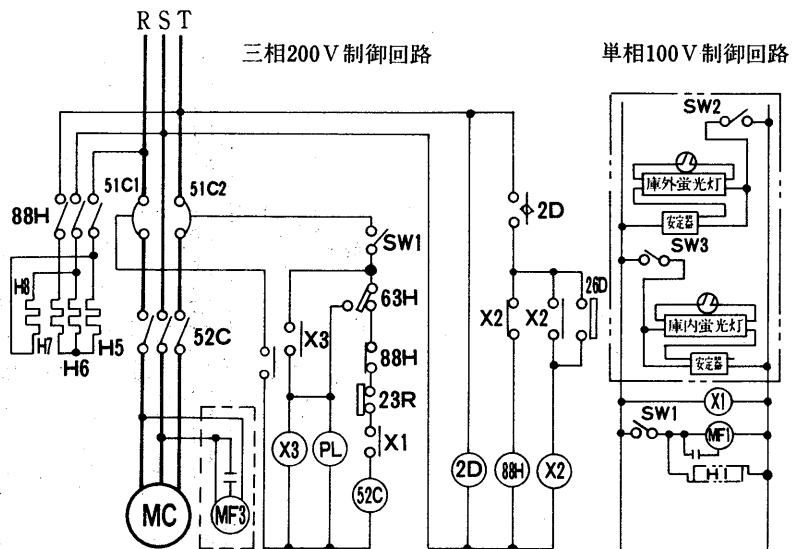 R S T
三相200V制御回路
単相100V制御回路
SW2
庫外蛍光灯
安定器
SW3
庫内蛍光灯
安定器
51C1
51C2
88H
SW1
2D
63H
26D
X2
X2
H8
H7
H6
H5
52C
X3
88H
23R
X1
X3
PL
52C
2D
88H
X2
X1
SW1
MF1
H1
MC
MF3